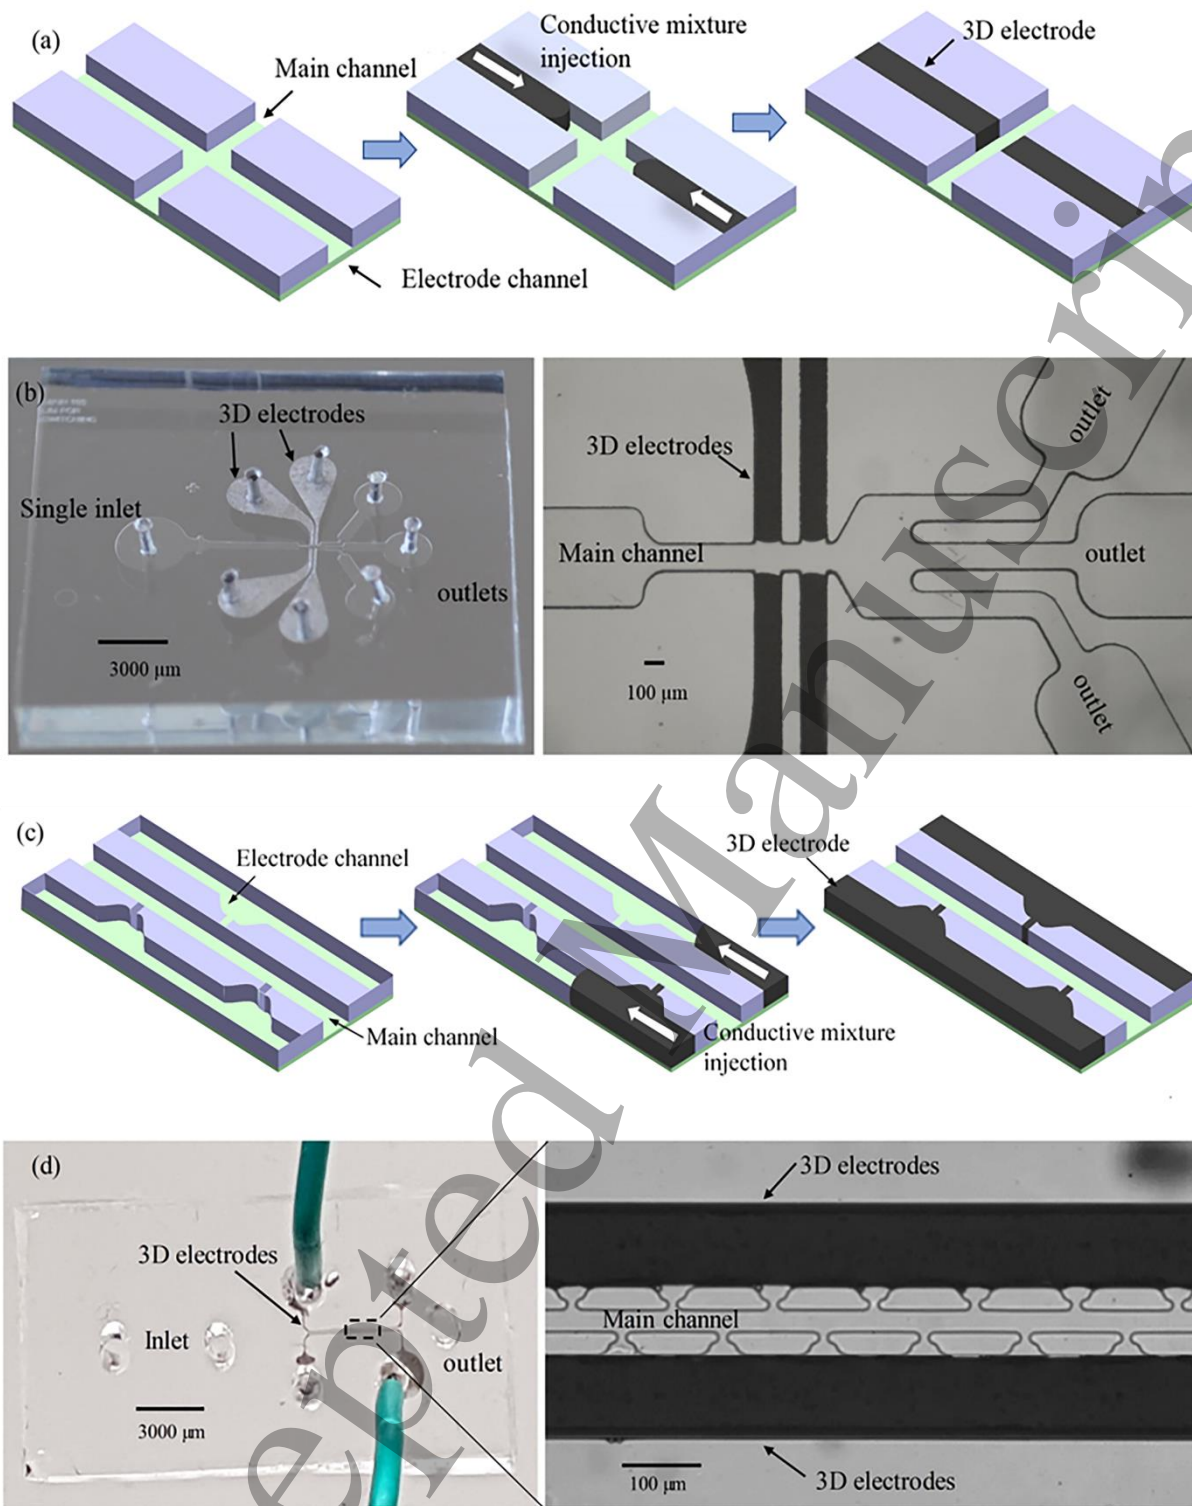 (a)
Main channel
Conductive mixture
injection
3D electrode
Electrode channel
(b)
3D electrodes
Single inlet
outlets
3000 μm
3D electrodes
Main channel
outlet
outlet
outlet
100 μm
(c)
Electrode channel
Main channel
Conductive mixture
injection
3D electrode
(d)
3D electrodes
Inlet
outlet
3000 μm
3D electrodes
Main channel
3D electrodes
100 μm